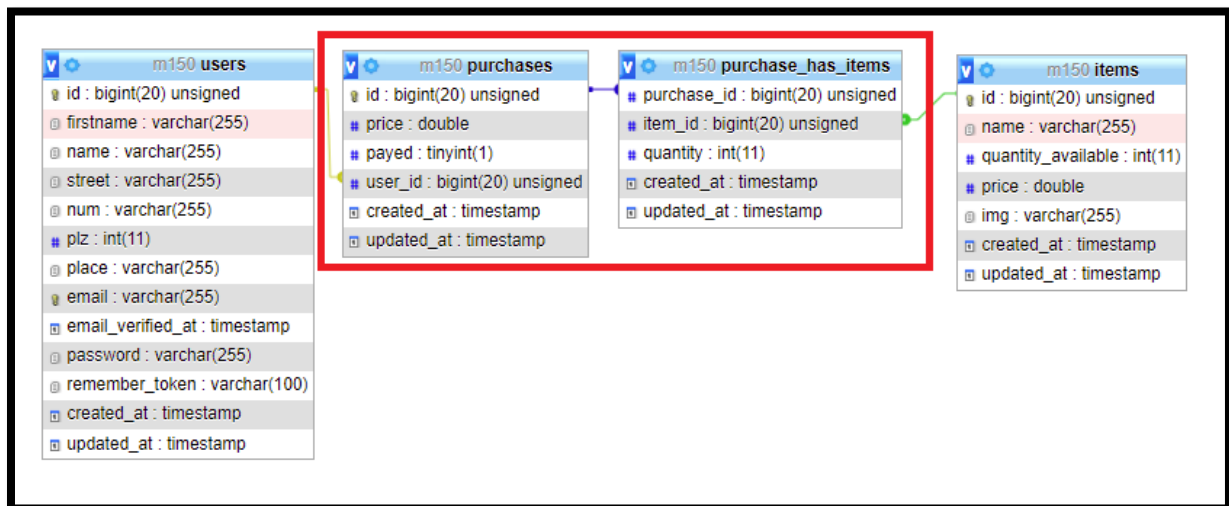 m150 users
id : bigint(20) unsigned
firstname : varchar(255)
name : varchar(255)
street : varchar(255)
num : varchar(255)
plz : int(11)
place : varchar(255)
email : varchar(255)
email_verified_at : timestamp
password : varchar(255)
remember_token : varchar(100)
created_at : timestamp
updated_at : timestamp
m150 purchases
id : bigint(20) unsigned
price : double
payed : tinyint(1)
user_id : bigint(20) unsigned
created_at : timestamp
updated_at : timestamp
m150 purchase_has_items
purchase_id : bigint(20) unsigned
item_id : bigint(20) unsigned
quantity : int(11)
created_at : timestamp
updated_at : timestamp
m150 items
id : bigint(20) unsigned
name : varchar(255)
quantity_available : int(11)
price : double
img : varchar(255)
created_at : timestamp
updated_at : timestamp